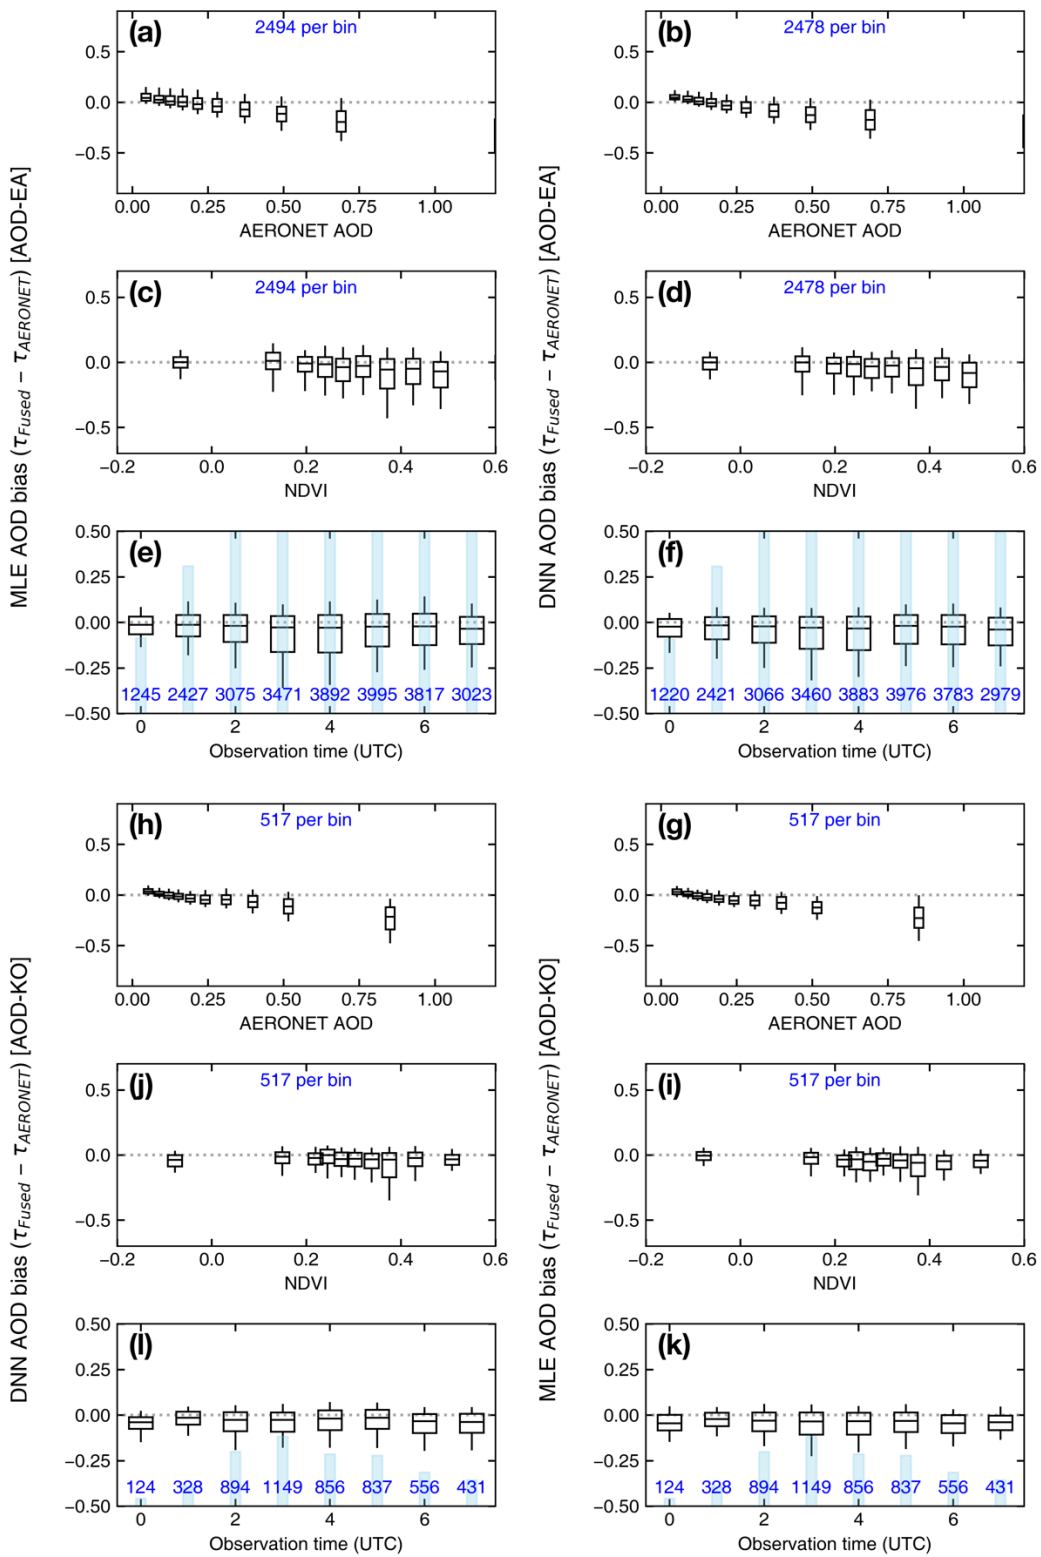 MLE AOD bias (τFused − τAERONET) [AOD-EA]
(a)
2494 per bin
0.5
0.0
−0.5
0.00 0.25 0.50 0.75 1.00
AERONET AOD
(c)
2494 per bin
0.5
0.0
−0.5
−0.2 0.0 0.2 0.4 0.6
NDVI
(e)
0.50
0.25
0.00
−0.25
−0.50
1245 2427 3075 3471 3892 3995 3817 3023
0 2 4 6
Observation time (UTC)
DNN AOD bias (τFused − τAERONET) [AOD-EA]
(b)
2478 per bin
0.5
0.0
−0.5
0.00 0.25 0.50 0.75 1.00
AERONET AOD
(d)
2478 per bin
0.5
0.0
−0.5
−0.2 0.0 0.2 0.4 0.6
NDVI
(f)
0.50
0.25
0.00
−0.25
−0.50
1220 2421 3066 3460 3883 3976 3783 2979
0 2 4 6
Observation time (UTC)
DNN AOD bias (τFused − τAERONET) [AOD-KO]
(h)
517 per bin
0.5
0.0
−0.5
0.00 0.25 0.50 0.75 1.00
AERONET AOD
(j)
517 per bin
0.5
0.0
−0.5
−0.2 0.0 0.2 0.4 0.6
NDVI
(l)
0.50
0.25
0.00
−0.25
−0.50
124 328 894 1149 856 837 556 431
0 2 4 6
Observation time (UTC)
MLE AOD bias (τFused − τAERONET) [AOD-KO]
(g)
517 per bin
0.5
0.0
−0.5
0.00 0.25 0.50 0.75 1.00
AERONET AOD
(i)
517 per bin
0.5
0.0
−0.5
−0.2 0.0 0.2 0.4 0.6
NDVI
(k)
0.50
0.25
0.00
−0.25
−0.50
124 328 894 1149 856 837 556 431
0 2 4 6
Observation time (UTC)